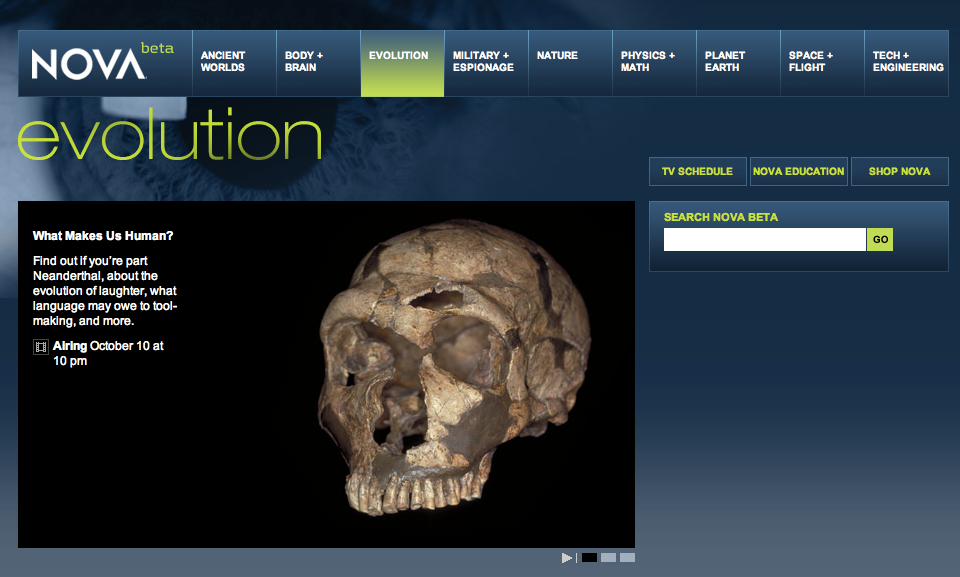 NOVA beta
ANCIENT
WORLDS
BODY +
BRAIN
EVOLUTION
MILITARY +
ESPIONAGE
NATURE
PHYSICS +
MATH
PLANET
EARTH
SPACE +
FLIGHT
TECH +
ENGINEERING
evolution
TV SCHEDULE
NOVA EDUCATION
SHOP NOVA
What Makes Us Human?
Find out if you're part
Neanderthal, about the
evolution of laughter, what
language may owe to tool-
making, and more.
Airing October 10 at
10 pm
SEARCH NOVA BETA
GO